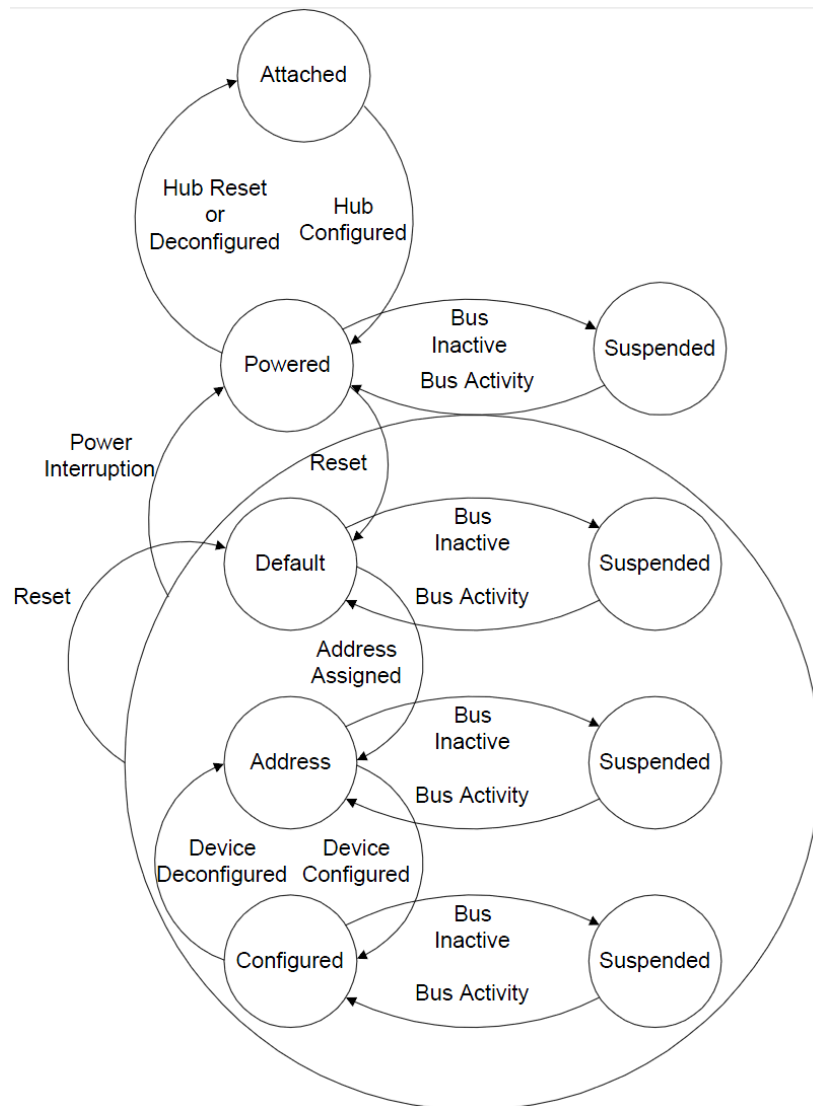 Attached
Hub Reset
or
Deconfigured
Hub
Configured
Powered
Bus
Inactive
Bus Activity
Suspended
Power
Interruption
Reset
Default
Bus
Inactive
Bus Activity
Suspended
Reset
Address
Assigned
Address
Bus
Inactive
Bus Activity
Suspended
Device
Deconfigured
Device
Configured
Configured
Bus
Inactive
Bus Activity
Suspended